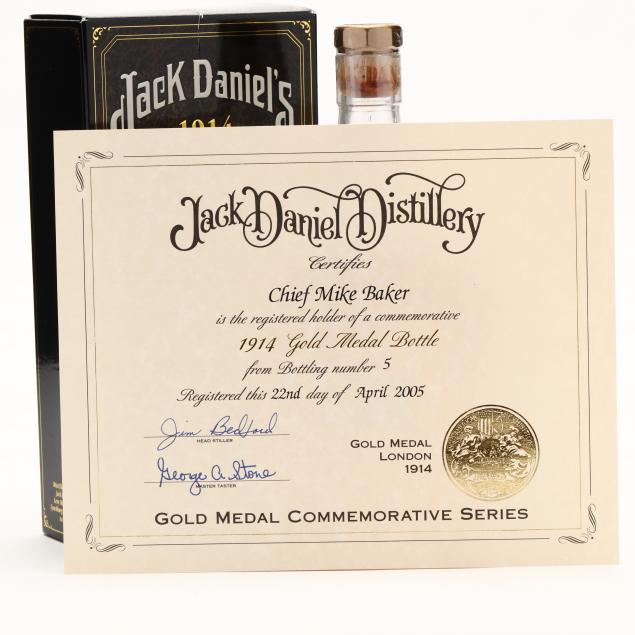 Jack Daniel's
1914
Jack Daniel Distillery
Certifies
Chief Mike Baker
is the registered holder of a commemorative
1914 Gold Medal Bottle
from Bottling number 5
Registered this 22nd day of April 2005
Jim Bedford
HEAD STILLER
George A. Stone
MASTER TASTER
GOLD MEDAL
LONDON
1914
GOLD MEDAL COMMEMORATIVE SERIES